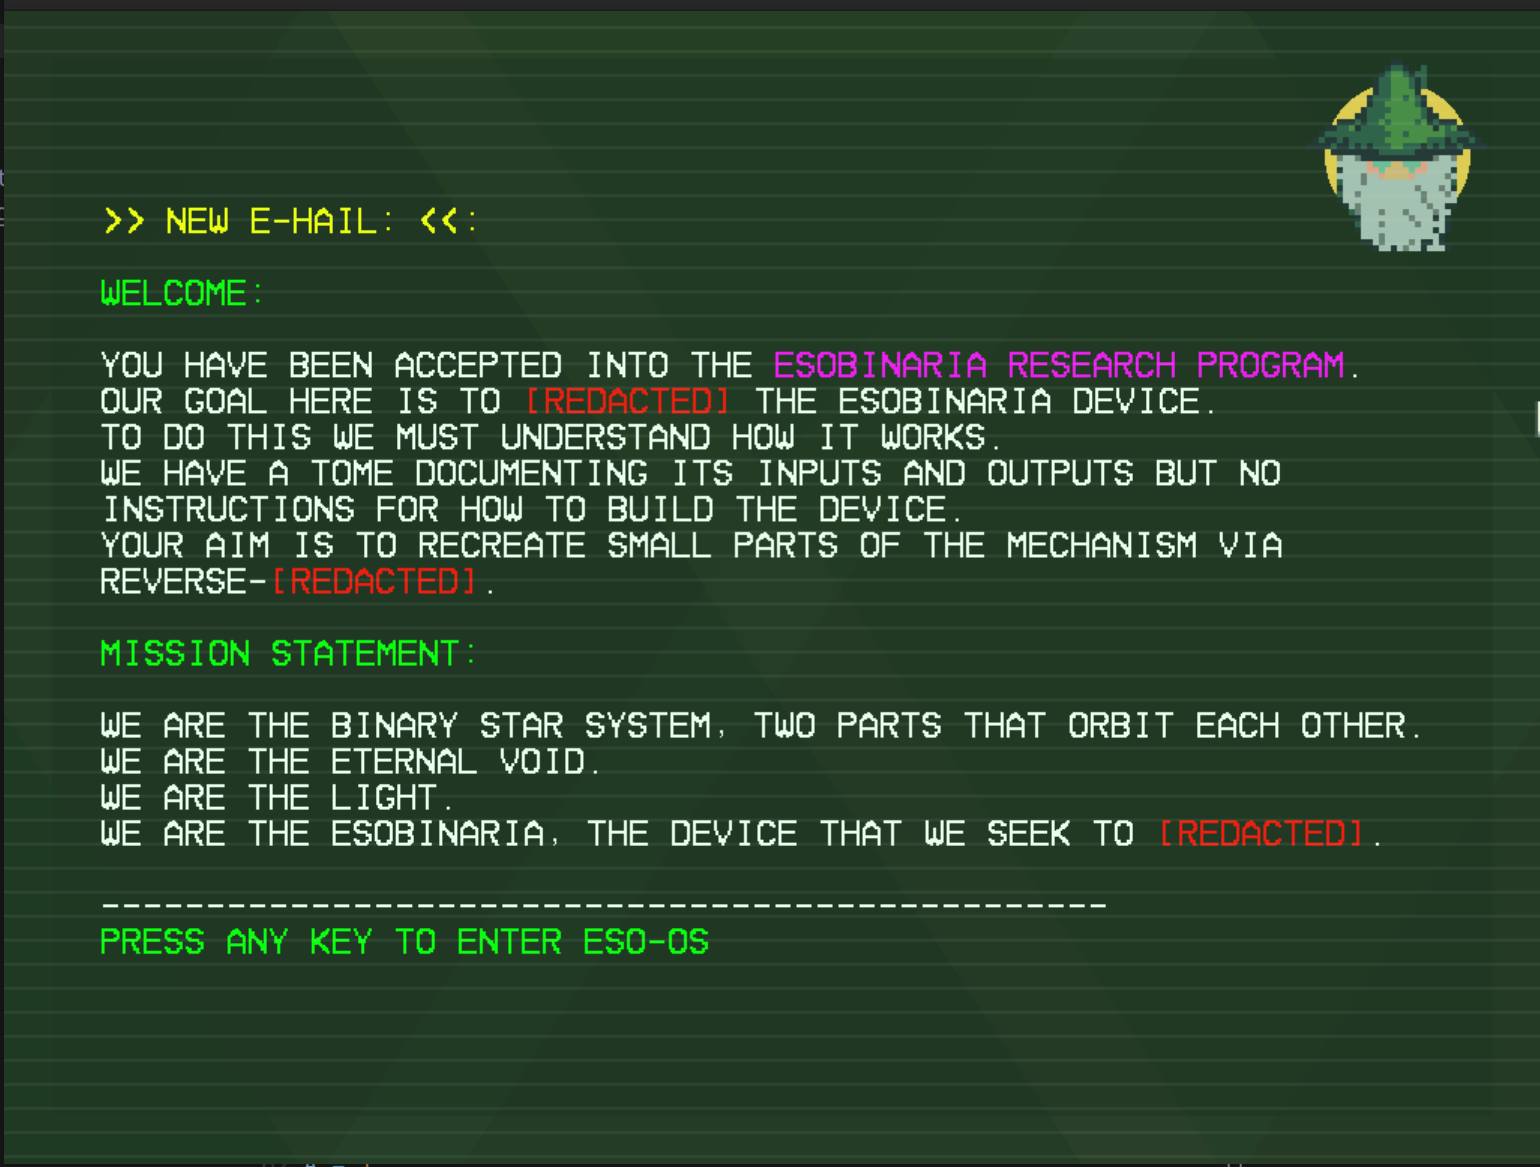 >> NEW E-HAIL: <<:
WELCOME:
YOU HAVE BEEN ACCEPTED INTO THE ESOBINARIA RESEARCH PROGRAM.
OUR GOAL HERE IS TO [REDACTED] THE ESOBINARIA DEVICE.
TO DO THIS WE MUST UNDERSTAND HOW IT WORKS.
WE HAVE A TOME DOCUMENTING ITS INPUTS AND OUTPUTS BUT NO
INSTRUCTIONS FOR HOW TO BUILD THE DEVICE.
YOUR AIM IS TO RECREATE SMALL PARTS OF THE MECHANISM VIA
REVERSE-[REDACTED].
MISSION STATEMENT:
WE ARE THE BINARY STAR SYSTEM, TWO PARTS THAT ORBIT EACH OTHER.
WE ARE THE ETERNAL VOID.
WE ARE THE LIGHT.
WE ARE THE ESOBINARIA, THE DEVICE THAT WE SEEK TO [REDACTED].
------------------------------------------------
PRESS ANY KEY TO ENTER ESO-OS